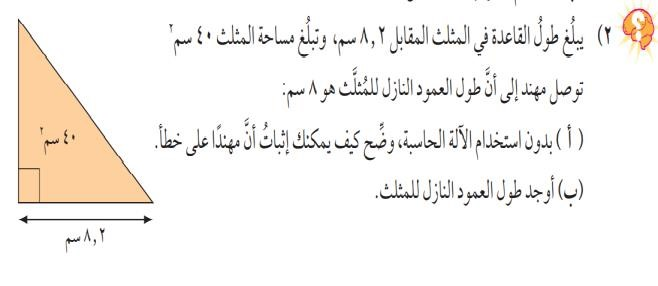 ٢) يبلُغ طولُ القاعدة في المثلث المقابل ٨,٢ سم، وتبلُغ مساحة المثلث ٤٠ سم٢
توصل مهند إلى أنَّ طول العمود النازل للمُثلَّث هو ٨ سم:
( أ ) بدون استخدام الآلة الحاسبة، وضِّح كيف يمكنك إثباتُ أنَّ مهندًا على خطأ.
(ب) أوجد طول العمود النازل للمثلث.
٤٠ سم٢
٨,٢ سم